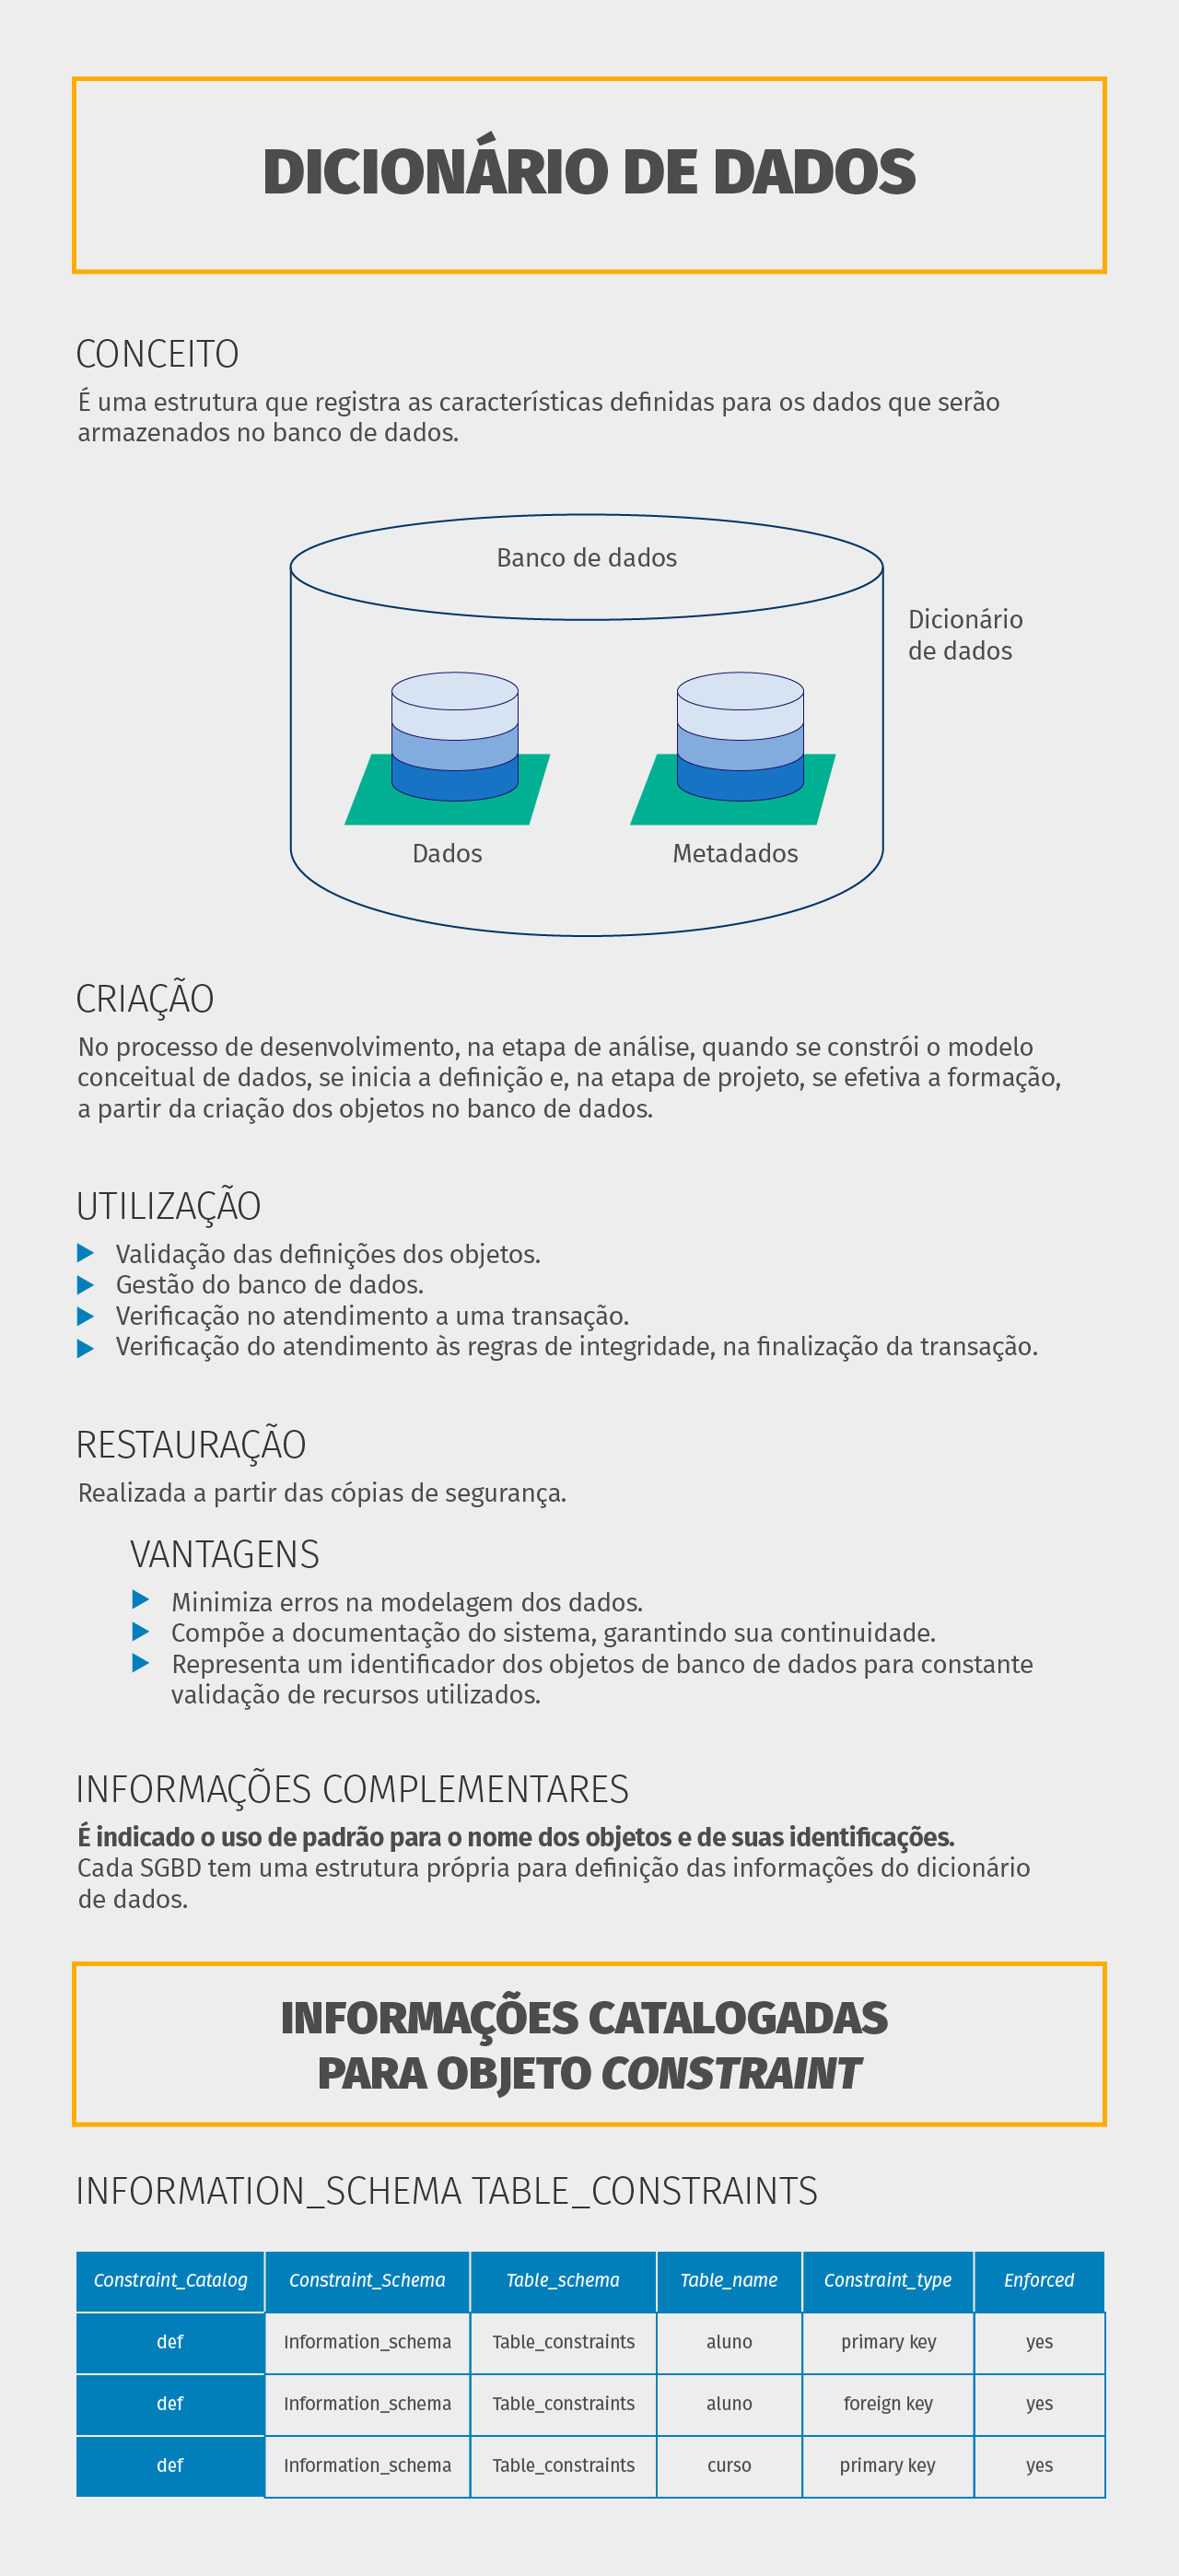 DICIONÁRIO DE DADOS
CONCEITO
É uma estrutura que registra as características definidas para os dados que serão
armazenados no banco de dados.
Banco de dados
Dicionário
de dados
Dados
Metadados
CRIAÇÃO
No processo de desenvolvimento, na etapa de análise, quando se constrói o modelo
conceitual de dados, se inicia a definição e, na etapa de projeto, se efetiva a formação,
a partir da criação dos objetos no banco de dados.
UTILIZAÇÃO
Validação das definições dos objetos.
Gestão do banco de dados.
Verificação no atendimento a uma transação.
Verificação do atendimento às regras de integridade, na finalização da transação.
RESTAURAÇÃO
Realizada a partir das cópias de segurança.
VANTAGENS
Minimiza erros na modelagem dos dados.
Compõe a documentação do sistema, garantindo sua continuidade.
Representa um identificador dos objetos de banco de dados para constante
validação de recursos utilizados.
INFORMAÇÕES COMPLEMENTARES
É indicado o uso de padrão para o nome dos objetos e de suas identificações.
Cada SGBD tem uma estrutura própria para definição das informações do dicionário
de dados.
INFORMAÇÕES CATALOGADAS
PARA OBJETO CONSTRAINT
INFORMATION_SCHEMA TABLE_CONSTRAINTS
Constraint_Catalog Constraint_Schema Table_schema Table_name Constraint_type Enforced
def Information_schema Table_constraints aluno primary key yes
def Information_schema Table_constraints aluno foreign key yes
def Information_schema Table_constraints curso primary key yes